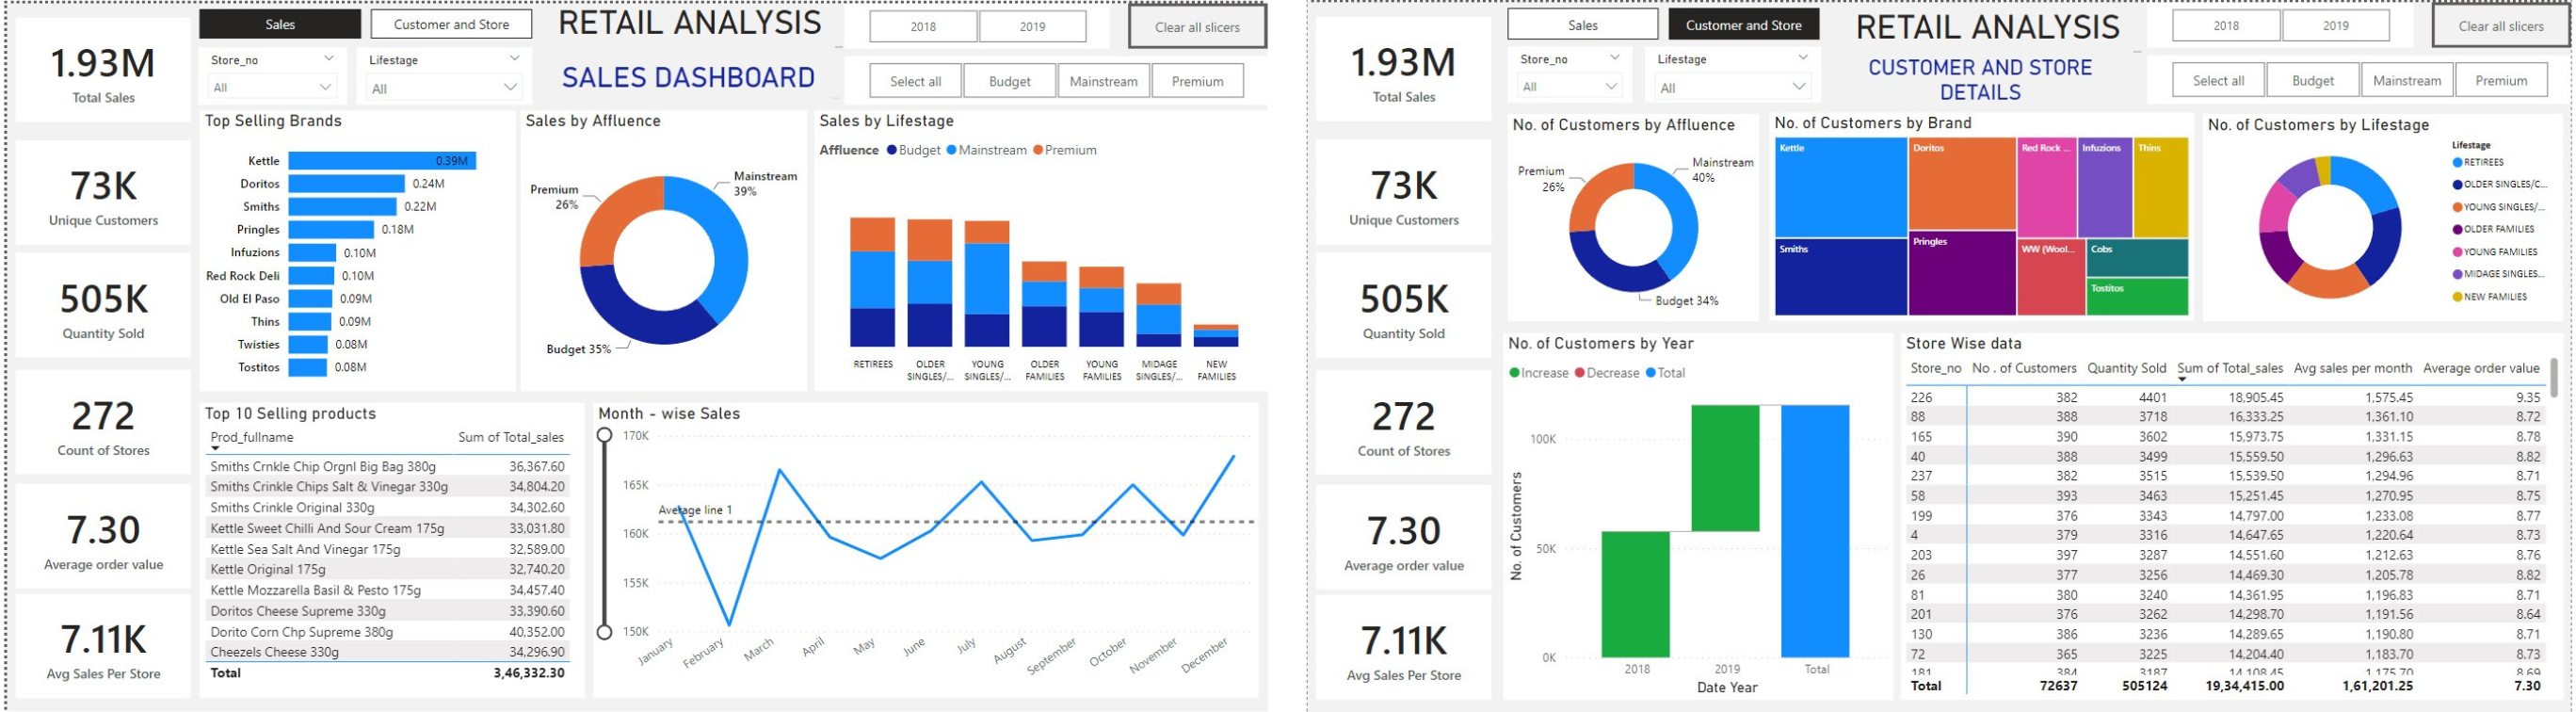 Sales
Customer and Store
RETAIL ANALYSIS
SALES DASHBOARD
2018
2019
Clear all slicers
Store_no
All
Lifestage
All
Select all
Budget
Mainstream
Premium
1.93M
Total Sales
73K
Unique Customers
505K
Quantity Sold
272
Count of Stores
7.30
Average order value
7.11K
Avg Sales Per Store
Top Selling Brands
Kettle 0.39M
Doritos 0.24M
Smiths 0.22M
Pringles 0.18M
Infuzions 0.10M
Red Rock Deli 0.10M
Old El Paso 0.09M
Thins 0.09M
Twisties 0.08M
Tostitos 0.08M
Sales by Affluence
Mainstream
39%
Premium
26%
Budget 35%
Sales by Lifestage
Affluence Budget Mainstream Premium
RETIREES
OLDER
SINGLES/...
YOUNG
SINGLES/...
OLDER
FAMILIES
YOUNG
FAMILIES
MIDAGE
SINGLES/...
NEW
FAMILIES
Top 10 Selling products
Prod_fullname Sum of Total_sales
Smiths Crnkle Chip Orgnl Big Bag 380g 36,367.60
Smiths Crinkle Chips Salt & Vinegar 330g 34,804.20
Smiths Crinkle Original 330g 34,302.60
Kettle Sweet Chilli And Sour Cream 175g 33,031.80
Kettle Sea Salt And Vinegar 175g 32,589.00
Kettle Original 175g 32,740.20
Kettle Mozzarella Basil & Pesto 175g 34,457.40
Doritos Cheese Supreme 330g 33,390.60
Dorito Corn Chp Supreme 380g 40,352.00
Cheezels Cheese 330g 34,296.90
Total 3,46,332.30
Month - wise Sales
170K
165K
160K
155K
150K
Average line 1
January
February
March
April
May
June
July
August
September
October
November
December
Sales
Customer and Store
RETAIL ANALYSIS
CUSTOMER AND STORE
DETAILS
2018
2019
Clear all slicers
Store_no
All
Lifestage
All
Select all
Budget
Mainstream
Premium
1.93M
Total Sales
73K
Unique Customers
505K
Quantity Sold
272
Count of Stores
7.30
Average order value
7.11K
Avg Sales Per Store
No. of Customers by Affluence
Premium
26%
Mainstream
40%
Budget 34%
No. of Customers by Brand
Kettle
Doritos
Red Rock ...
Infuzions
Thins
Smiths
Pringles
WW (Wool...
Cobs
Tostitos
No. of Customers by Lifestage
Lifestage
RETIREES
OLDER SINGLES/C...
YOUNG SINGLES/...
OLDER FAMILIES
YOUNG FAMILIES
MIDAGE SINGLES...
NEW FAMILIES
No. of Customers by Year
Increase Decrease Total
No. of Customers
100K
50K
0K
2018
2019
Total
Date Year
Store Wise data
Store_no No . of Customers Quantity Sold Sum of Total_sales Avg sales per month Average order value
226 382 4401 18,905.45 1,575.45 9.35
88 388 3718 16,333.25 1,361.10 8.72
165 390 3602 15,973.75 1,331.15 8.78
40 388 3499 15,559.50 1,296.63 8.82
237 382 3515 15,539.50 1,294.96 8.71
58 393 3463 15,251.45 1,270.95 8.75
199 376 3343 14,797.00 1,233.08 8.77
4 379 3316 14,647.65 1,220.64 8.73
203 397 3287 14,551.60 1,212.63 8.76
26 377 3256 14,469.30 1,205.78 8.82
81 380 3240 14,361.95 1,196.83 8.71
201 376 3262 14,298.70 1,191.56 8.64
130 386 3236 14,289.65 1,190.80 8.71
72 365 3225 14,204.40 1,183.70 8.73
181 384 3187 14,108.45 1,175.70 8.69
Total 72637 505124 19,34,415.00 1,61,201.25 7.30